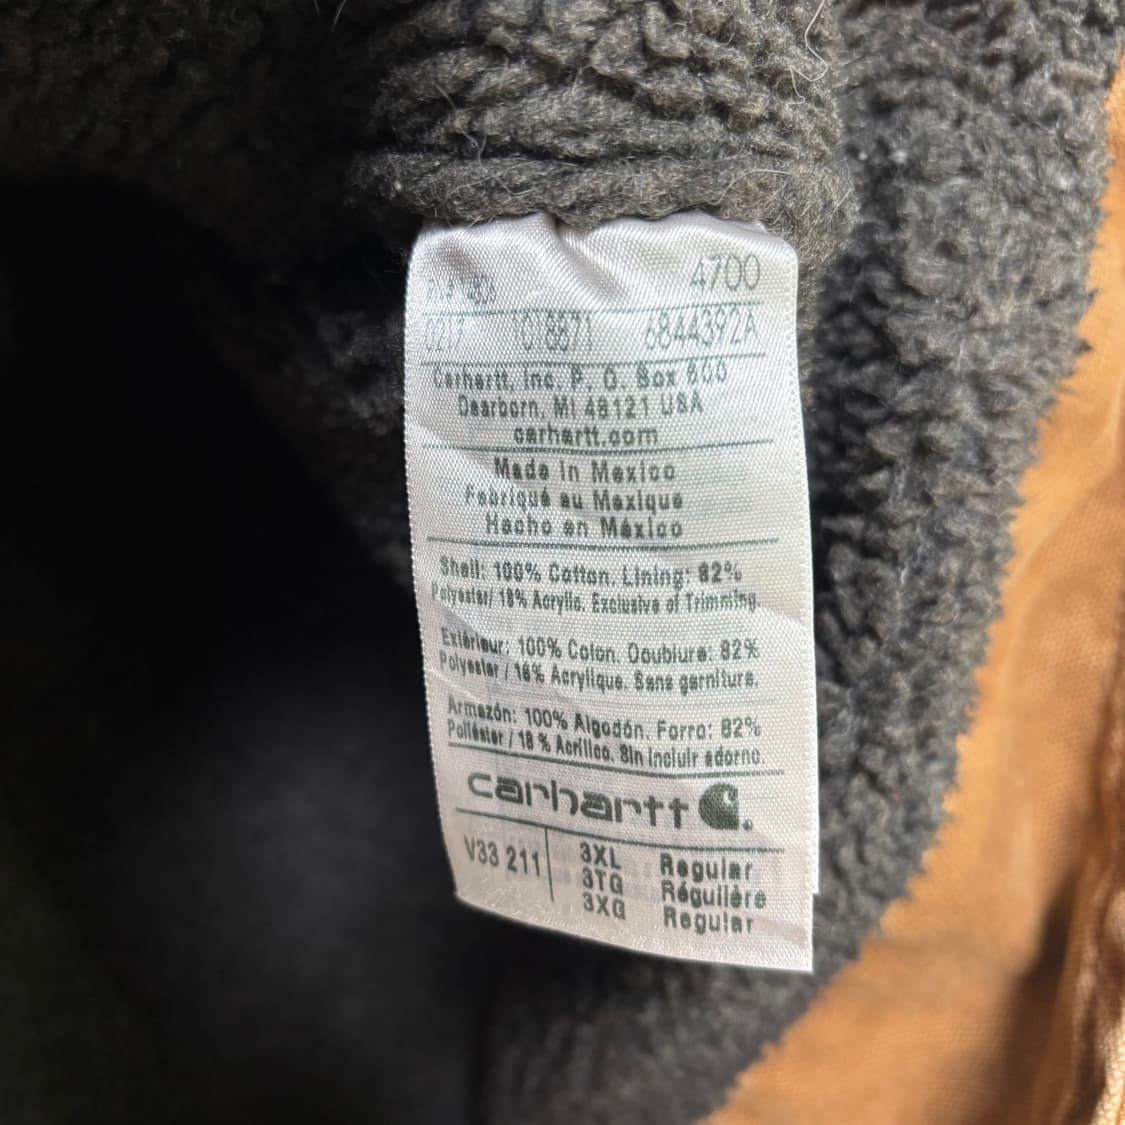 4700
0217 C18871 6844392A
Carhartt, Inc. P. O. Box 600
Dearborn, MI 48121 USA
carhartt.com
Made in Mexico
Fabriqué au Mexique
Hecho en México
Shell: 100% Cotton. Lining: 82%
Polyester/ 18% Acrylic. Exclusive of Trimming.
Extérieur: 100% Coton. Doublure: 82%
Polyester / 18% Acrylique. Sans garniture.
Armazón: 100% Algodón. Forro: 82%
Poliéster / 18 % Acrílico. Sin incluir adorno.
carhartt
V33 211 3XL Regular
3TG Régulière
3XG Regular